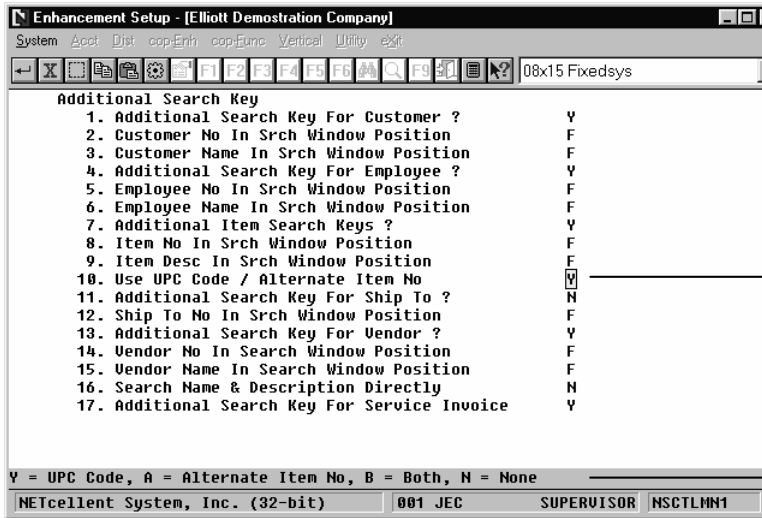 Enhancement Setup - [Elliott Demostration Company]
System Acct Dist cop-Enh cop-Func Vertical Utility eXit
F1 F2 F3 F4 F5 F6 F9 08x15 Fixedsys
Additional Search Key
1. Additional Search Key For Customer ? Y
2. Customer No In Srch Window Position F
3. Customer Name In Srch Window Position F
4. Additional Search Key For Employee ? Y
5. Employee No In Srch Window Position F
6. Employee Name In Srch Window Position F
7. Additional Item Search Keys ? Y
8. Item No In Srch Window Position F
9. Item Desc In Srch Window Position F
10. Use UPC Code / Alternate Item No Y
11. Additional Search Key For Ship To ? N
12. Ship To No In Srch Window Position F
13. Additional Search Key For Vendor ? Y
14. Vendor No In Search Window Position F
15. Vendor Name In Search Window Position F
16. Search Name & Description Directly N
17. Additional Search Key For Service Invoice Y
Y = UPC Code, A = Alternate Item No, B = Both, N = None
NETcellent System, Inc. (32-bit) 001 JEC SUPERVISOR NSCTLMN1